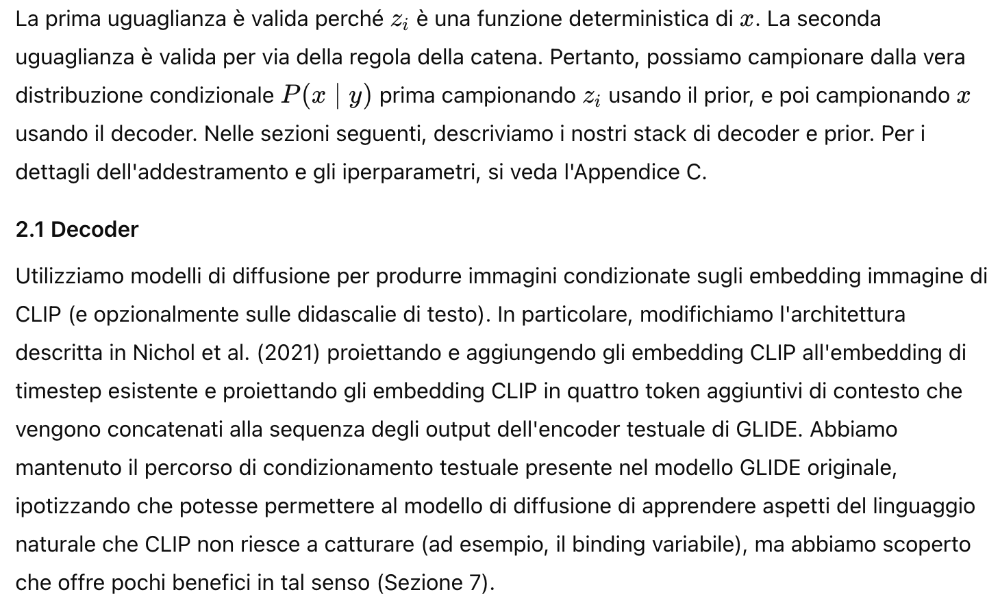 La prima uguaglianza è valida perché $z_i$ è una funzione deterministica di $x$. La seconda
uguaglianza è valida per via della regola della catena. Pertanto, possiamo campionare dalla vera
distribuzione condizionale $P(x \mid y)$ prima campionando $z_i$ usando il prior, e poi campionando $x$
usando il decoder. Nelle sezioni seguenti, descriviamo i nostri stack di decoder e prior. Per i
dettagli dell'addestramento e gli iperparametri, si veda l'Appendice C.
2.1 Decoder
Utilizziamo modelli di diffusione per produrre immagini condizionate sugli embedding immagine di
CLIP (e opzionalmente sulle didascalie di testo). In particolare, modifichiamo l'architettura
descritta in Nichol et al. (2021) proiettando e aggiungendo gli embedding CLIP all'embedding di
timestep esistente e proiettando gli embedding CLIP in quattro token aggiuntivi di contesto che
vengono concatenati alla sequenza degli output dell'encoder testuale di GLIDE. Abbiamo
mantenuto il percorso di condizionamento testuale presente nel modello GLIDE originale,
ipotizzando che potesse permettere al modello di diffusione di apprendere aspetti del linguaggio
naturale che CLIP non riesce a catturare (ad esempio, il binding variabile), ma abbiamo scoperto
che offre pochi benefici in tal senso (Sezione 7).